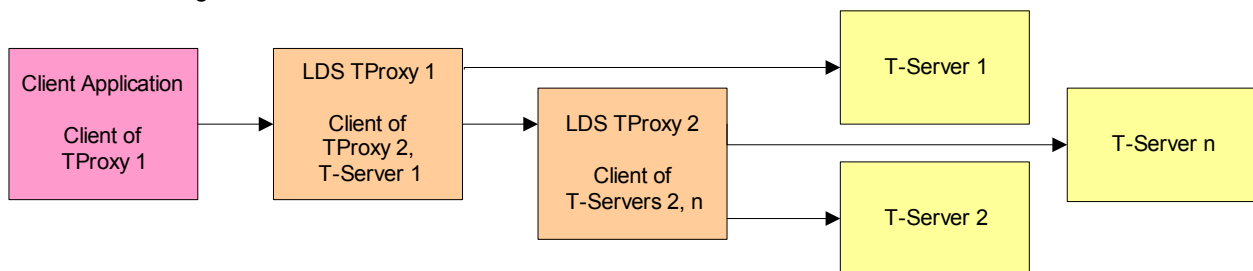 Client Application
Client of
TProxy 1
LDS TProxy 1
Client of
TProxy 2,
T-Server 1
LDS TProxy 2
Client of
T-Servers 2, n
T-Server 1
T-Server n
T-Server 2